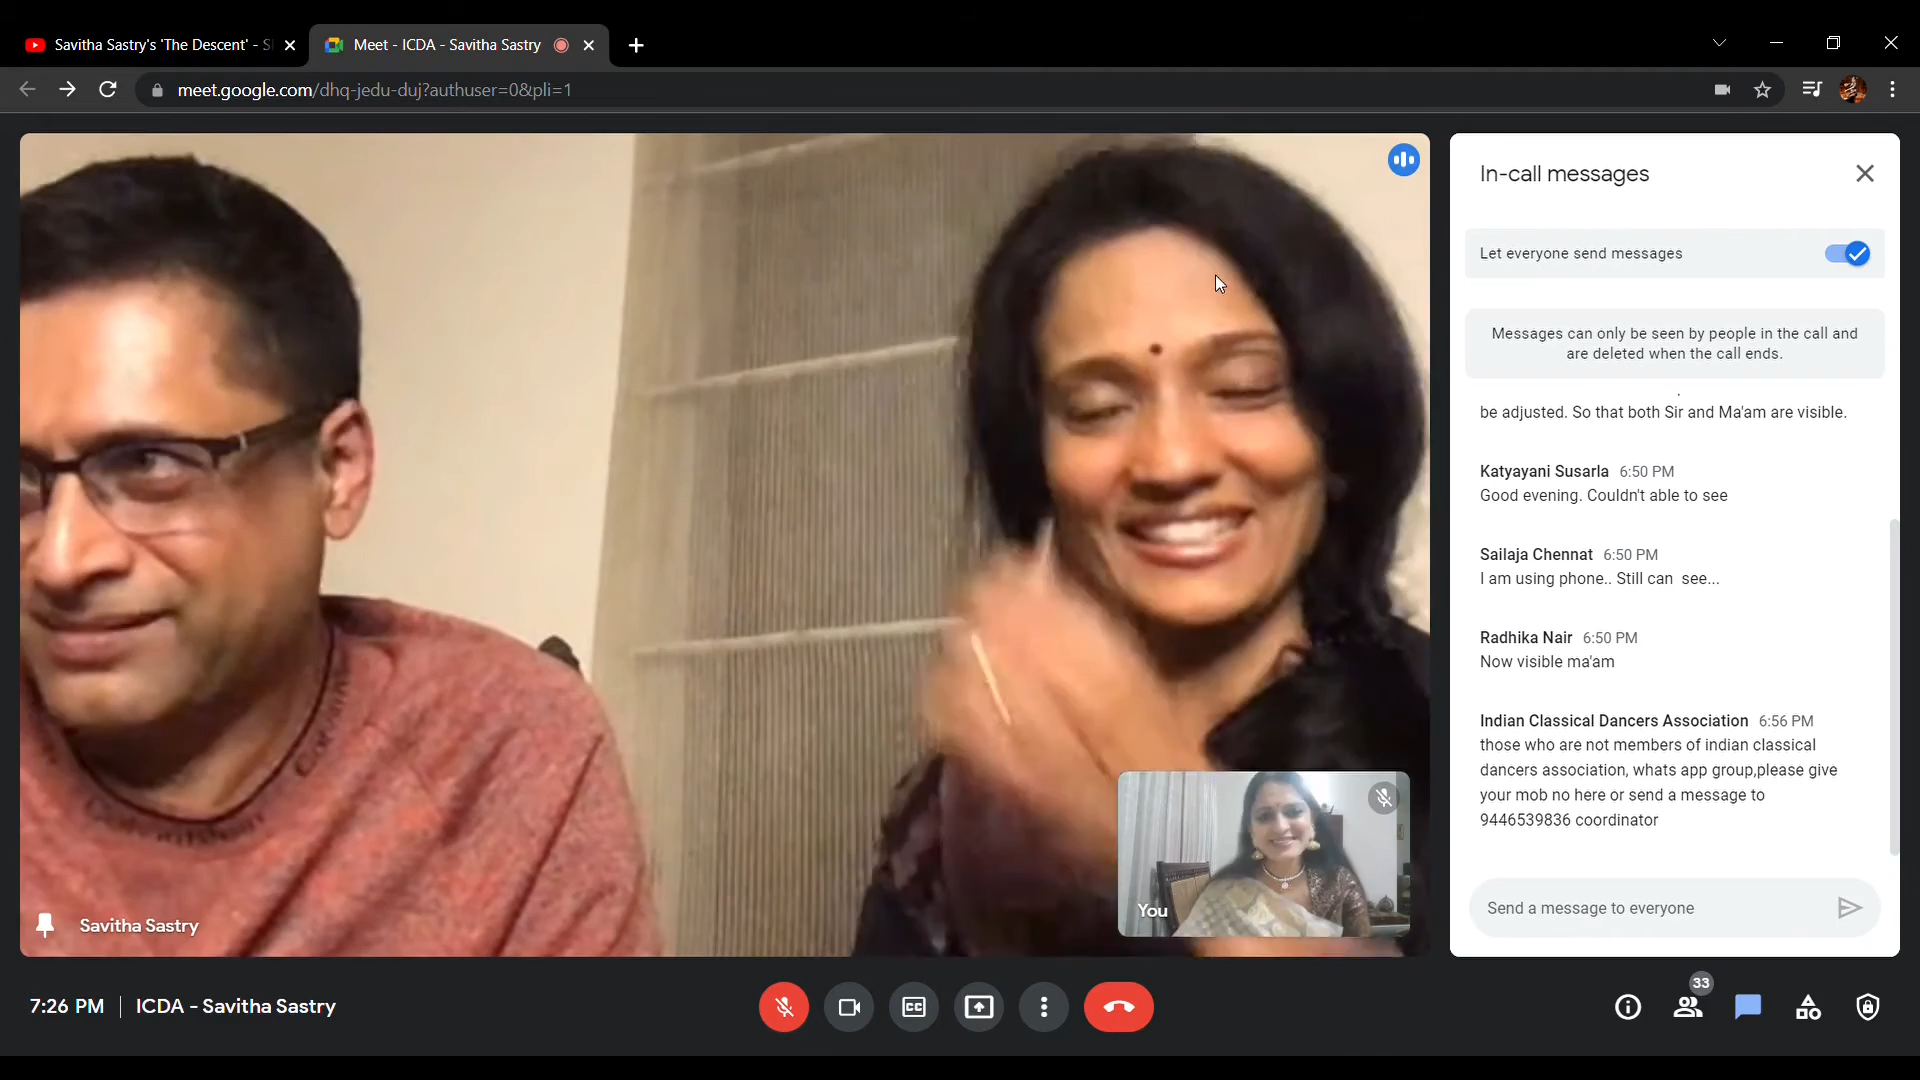 Savitha Sastry's 'The Descent' - S
Meet - ICDA - Savitha Sastry
meet.google.com/dhq-jedu-duj?authuser=0&pli=1
In-call messages
Let everyone send messages
Messages can only be seen by people in the call and
are deleted when the call ends.
be adjusted. So that both Sir and Ma'am are visible.
Katyayani Susarla 6:50 PM
Good evening. Couldn't able to see
Sailaja Chennat 6:50 PM
I am using phone.. Still can see...
Radhika Nair 6:50 PM
Now visible ma'am
Indian Classical Dancers Association 6:56 PM
those who are not members of indian classical
dancers association, whats app group,please give
your mob no here or send a message to
9446539836 coordinator
Send a message to everyone
You
Savitha Sastry
7:26 PM | ICDA - Savitha Sastry
CC
33